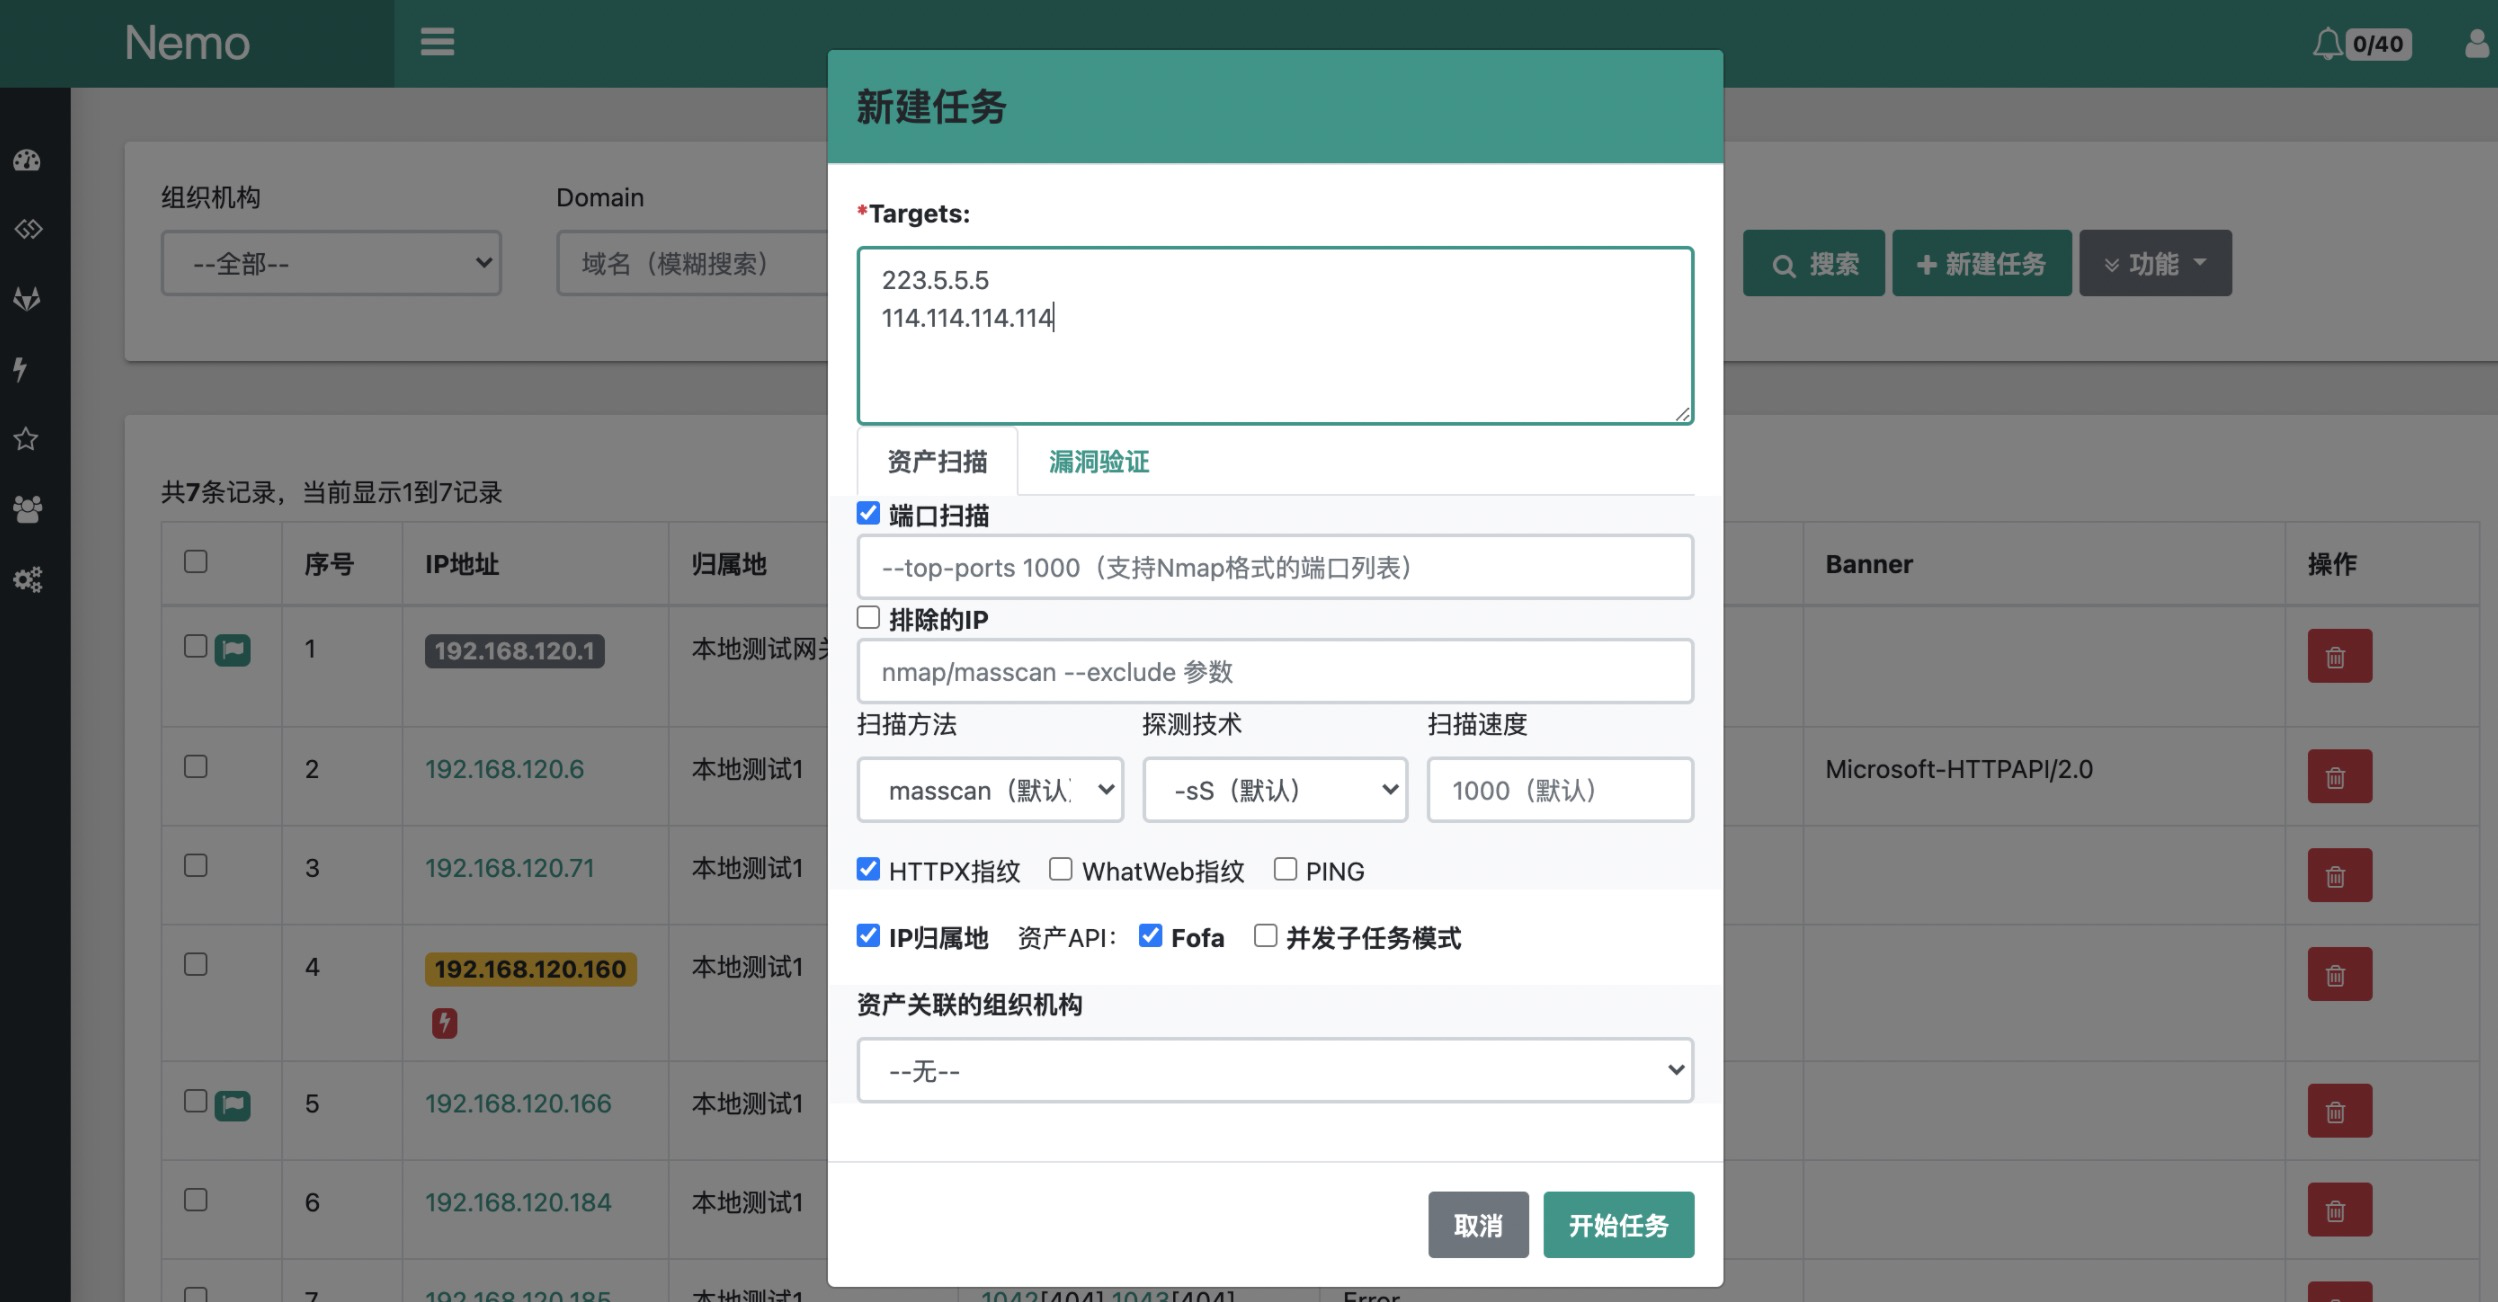 Nemo
0/40
新建任务
组织机构
Domain
--全部--
域名（模糊搜索）
搜索
新建任务
功能
*Targets:
223.5.5.5
114.114.114.114
资产扫描
漏洞验证
端口扫描
--top-ports 1000（支持Nmap格式的端口列表）
排除的IP
nmap/masscan --exclude 参数
扫描方法
探测技术
扫描速度
masscan（默认）
-sS（默认）
1000（默认）
HTTPX指纹
WhatWeb指纹
PING
IP归属地
资产API：
Fofa
并发子任务模式
资产关联的组织机构
--无--
取消
开始任务
共7条记录，当前显示1到7记录
序号
IP地址
归属地
Banner
操作
1
192.168.120.1
本地测试网关
2
192.168.120.6
本地测试1
Microsoft-HTTPAPI/2.0
3
192.168.120.71
本地测试1
4
192.168.120.160
本地测试1
5
192.168.120.166
本地测试1
6
192.168.120.184
本地测试1
7
192.168.120.185
本地测试1
1042[404],1043[404]
Error